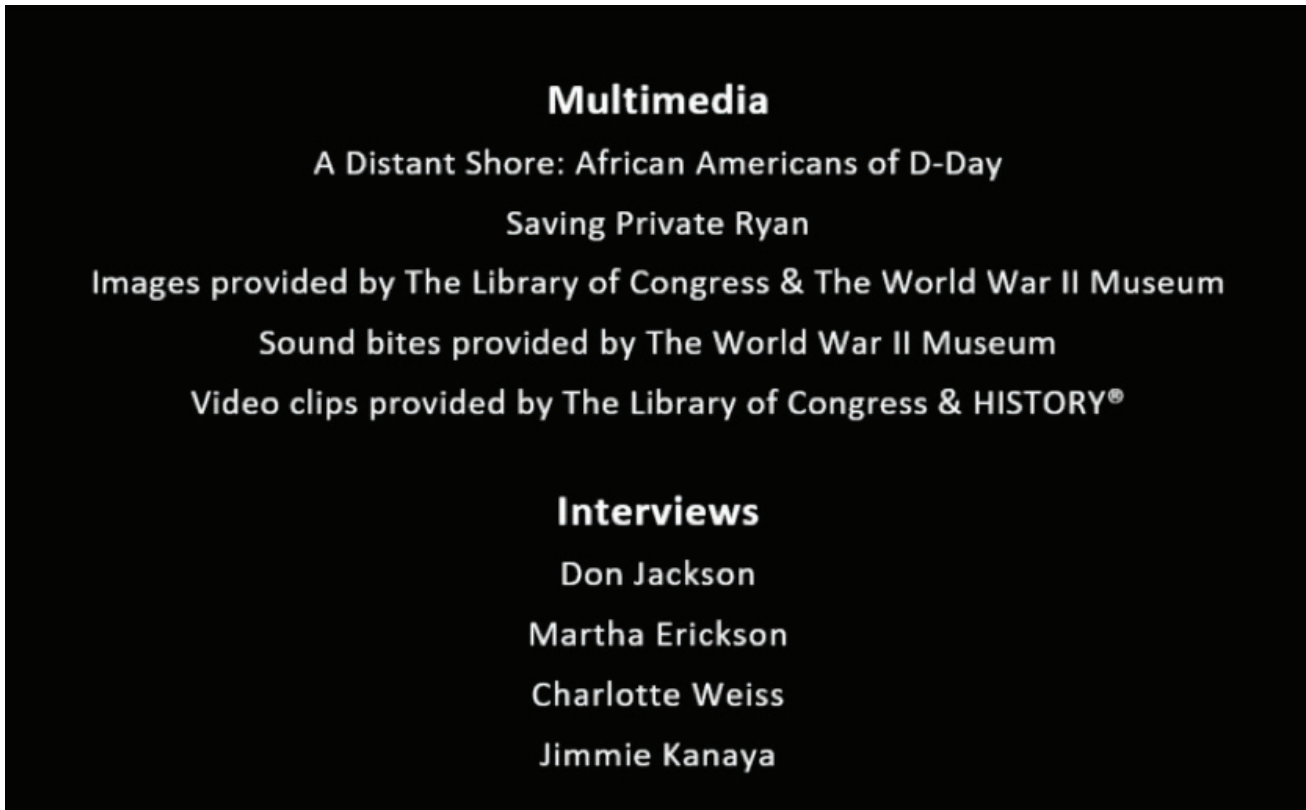 Multimedia
A Distant Shore: African Americans of D-Day
Saving Private Ryan
Images provided by The Library of Congress & The World War II Museum
Sound bites provided by The World War II Museum
Video clips provided by The Library of Congress & HISTORY®
Interviews
Don Jackson
Martha Erickson
Charlotte Weiss
Jimmie Kanaya